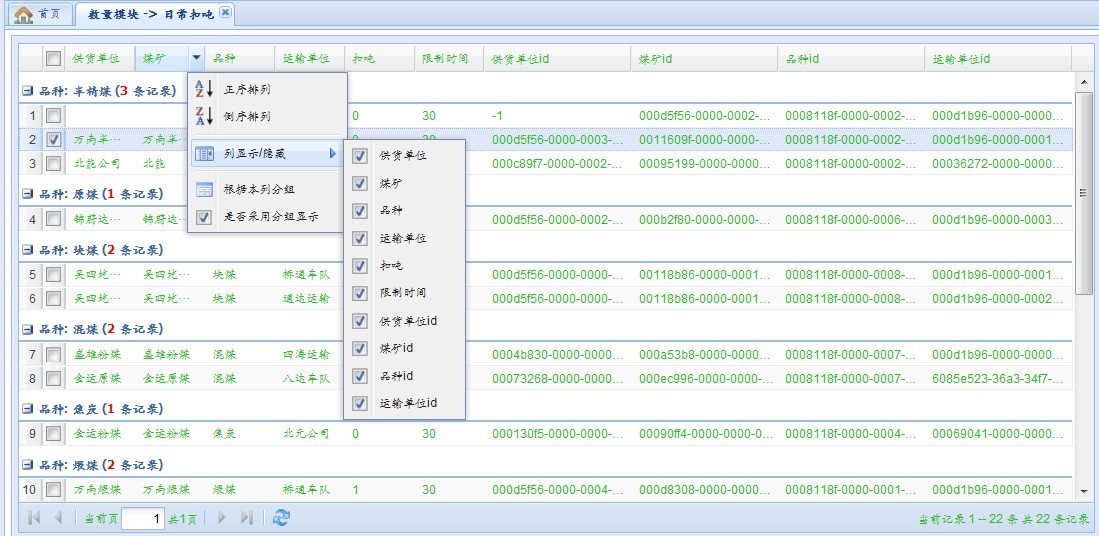 首页 数量模块 -> 日常扣吨
供货单位 煤矿 品种 运输单位 扣吨 限制时间 供货单位id 煤矿id 品种id 运输单位id
正序排列
倒序排列
列显示/隐藏
根据本列分组
是否采用分组显示
供货单位
煤矿
品种
运输单位
扣吨
限制时间
供货单位id
煤矿id
品种id
运输单位id
品种: 半精煤 (3 条记录)
1 0 30 -1 000d5f56-0000-0002-... 0008118f-0000-0002-... 000d1b96-0000-0000...
2 万南半... 万南半... 30 000d5f56-0000-0003-... 0011609f-0000-0000-... 0008118f-0000-0002-... 000d1b96-0000-0001...
3 北能公司 北能 000c89f7-0000-0002-... 00095199-0000-0000-... 0008118f-0000-0002-... 00036272-0000-0000...
品种: 原煤 (1 条记录)
4 锦府达... 锦府达... 000d5f56-0000-0002-... 000b2f80-0000-0000-... 0008118f-0000-0006-... 000d1b96-0000-0003...
品种: 块煤 (2 条记录)
5 吴四圪... 吴四圪... 块煤 桥通车队 000d5f56-0000-0000-... 00118b86-0000-0001... 0008118f-0000-0000-... 000d1b96-0000-0001...
6 吴四圪... 吴四圪... 块煤 通达运输 000d5f56-0000-0000-... 00118b86-0000-0001... 0008118f-0000-0000-... 000d1b96-0000-0002...
品种: 混煤 (2 条记录)
7 盛雄粉煤 盛雄粉煤 混煤 四海运输 0004b830-0000-0000... 000a53b8-0000-0000-... 0008118f-0000-0007-... 000d1b96-0000-0000...
8 金运原煤 金运原煤 混煤 八达车队 00073268-0000-0000... 000ec996-0000-0000-... 0008118f-0000-0007-... 6085e523-36a3-34f7-...
品种: 焦炭 (1 条记录)
9 金运粉煤 金运粉煤 焦炭 北元公司 0 30 000130f5-0000-0000-... 00090ff4-0000-0000-0... 0008118f-0000-0004-... 00069041-0000-0000...
品种: 煨煤 (2 条记录)
10 万南煨煤 万南煨煤 煨煤 桥通车队 1 30 000d5f56-0000-0004-... 000d8308-0000-0000-... 0008118f-0000-0001-... 000d1b96-0000-0001...
当前页 1 共1页 当前记录 1 -- 22 条 共 22 条记录